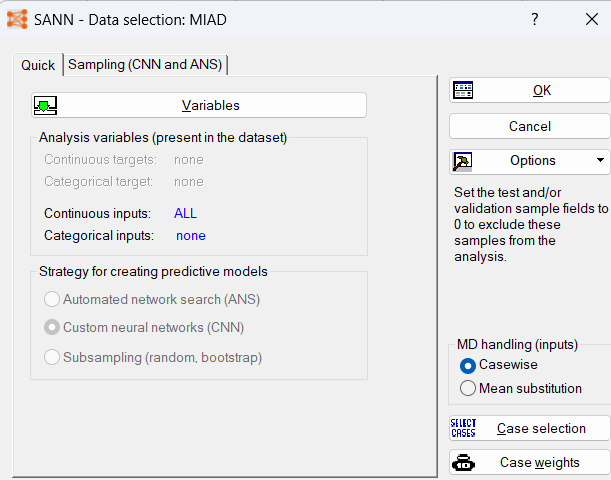 SANN - Data selection: MIAD
Quick
Sampling (CNN and ANS)
Variables
Analysis variables (present in the dataset)
Continuous targets: none
Categorical target: none
Continuous inputs: ALL
Categorical inputs: none
Strategy for creating predictive models
Automated network search (ANS)
Custom neural networks (CNN)
Subsampling (random, bootstrap)
OK
Cancel
Options
Set the test and/or
validation sample fields to
0 to exclude these
samples from the
analysis.
MD handling (inputs)
Casewise
Mean substitution
SELECT
CASES
Case selection
Case weights